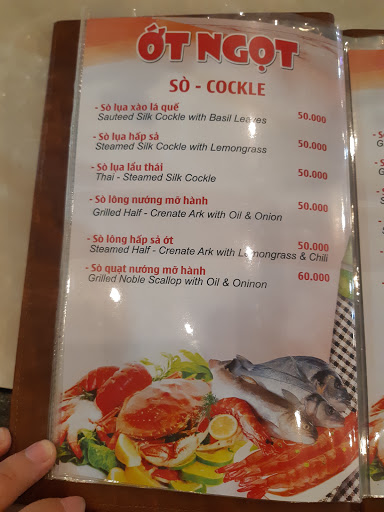 ỚT NGỌT
SÒ - COCKLE
- Sò lụa xào lá quế
Sauteed Silk Cockle with Basil Leaves 50.000
- Sò lụa hấp sả
Steamed Silk Cockle with Lemongrass 50.000
- Sò lụa lẩu thái
Thai - Steamed Silk Cockle 50.000
- Sò lông nướng mỡ hành 50.000
Grilled Half - Crenate Ark with Oil & Onion
- Sò lông hấp sả ớt 50.000
Steamed Half - Crenate Ark with Lemongrass & Chili
- Sò quạt nướng mỡ hành 60.000
Grilled Noble Scallop with Oil & Oninon